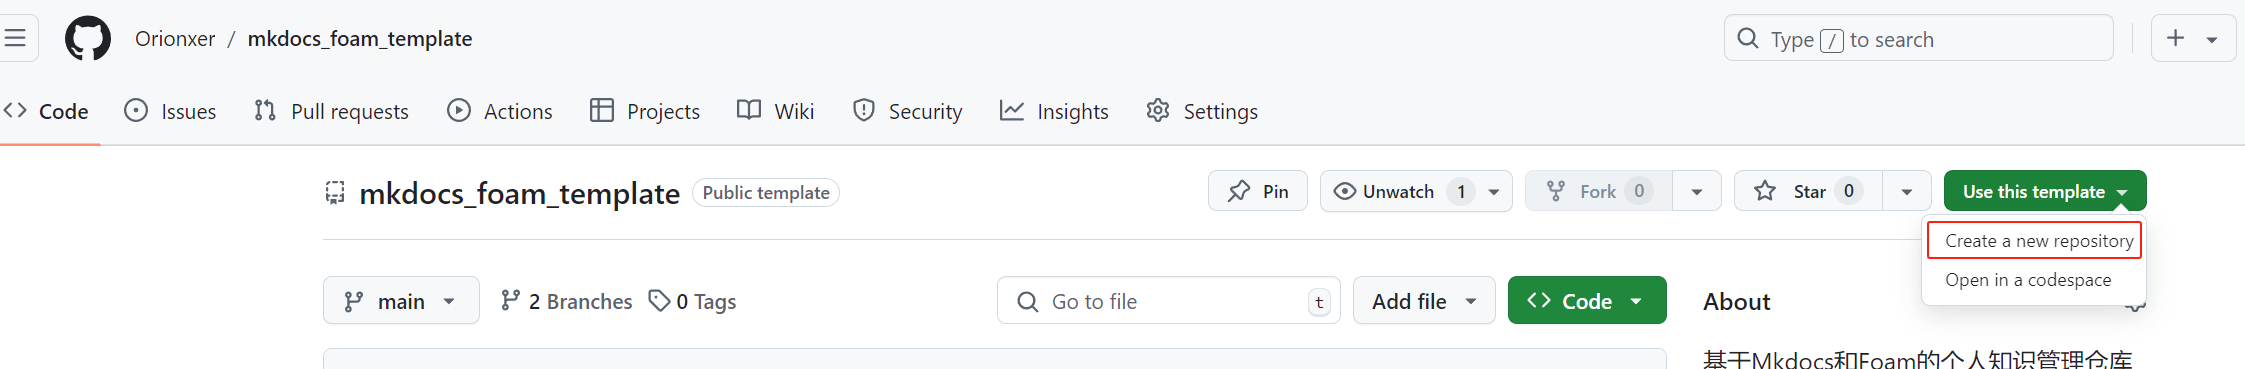 Orionxer / mkdocs_foam_template
Type / to search
Code Issues Pull requests Actions Projects Wiki Security Insights Settings
mkdocs_foam_template Public template
Pin Unwatch 1 Fork 0 Star 0 Use this template
Create a new repository
Open in a codespace
main 2 Branches 0 Tags Go to file t Add file Code About
基于Mkdocs和Foam的个人知识管理仓库